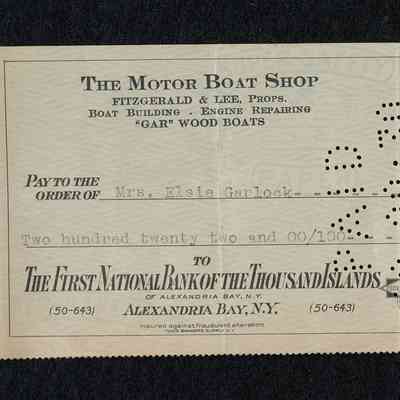 THE MOTOR BOAT SHOP
FITZGERALD & LEE, PROPS.
BOAT BUILDING - ENGINE REPAIRING
"GAR" WOOD BOATS
PAY TO THE
ORDER OF Mrs. Elsie Garlock- - - - - -
Two hundred twenty two and 00/100- - -
TO
THE FIRST NATIONAL BANK OF THE THOUSAND ISLANDS
OF ALEXANDRIA BAY, N.Y.
(50-643) ALEXANDRIA BAY, N.Y. (50-643)
Insured against fraudulent alteration
PAID